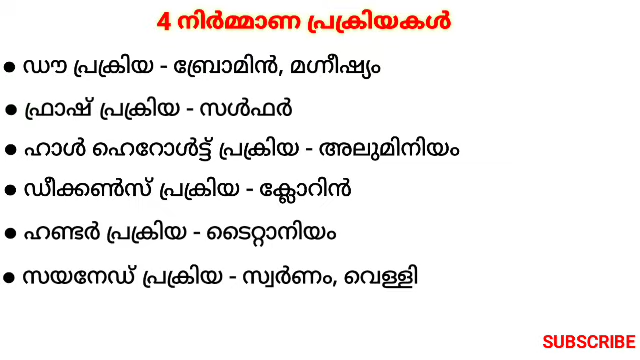 4 നിർമ്മാണ പ്രക്രിയകൾ
● ഡൗ പ്രക്രിയ - ബ്രോമിൻ, മഗ്നീഷ്യം
● ഫ്രാഷ് പ്രക്രിയ - സൾഫർ
● ഹാൾ ഹെറോൾട്ട് പ്രക്രിയ - അലുമിനിയം
● ഡീക്കൺസ് പ്രക്രിയ - ക്ലോറിൻ
● ഹണ്ടർ പ്രക്രിയ - ടൈറ്റാനിയം
● സയനേഡ് പ്രക്രിയ - സ്വർണം, വെള്ളി
SUBSCRIBE